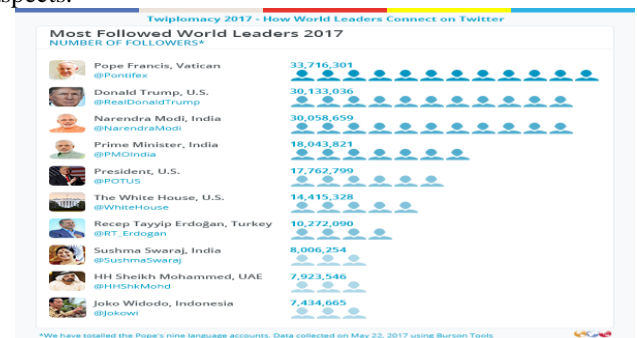 spects.
Twiplomacy 2017 - How World Leaders Connect on Twitter
Most Followed World Leaders 2017
NUMBER OF FOLLOWERS*
Pope Francis, Vatican
@Pontifex
33,716,301
Donald Trump, U.S.
@RealDonaldTrump
30,133,036
Narendra Modi, India
@NarendraModi
30,058,659
Prime Minister, India
@PMOIndia
18,043,821
President, U.S.
@POTUS
17,762,799
The White House, U.S.
@WhiteHouse
14,415,328
Recep Tayyip Erdoğan, Turkey
@RT_Erdogan
10,272,090
Sushma Swaraj, India
@SushmaSwaraj
8,006,254
HH Sheikh Mohammed, UAE
@HHShkMohd
7,923,546
Joko Widodo, Indonesia
@Jokowi
7,434,665
*We have totalled the Pope's nine language accounts. Data collected on May 22, 2017 using Burson Tools